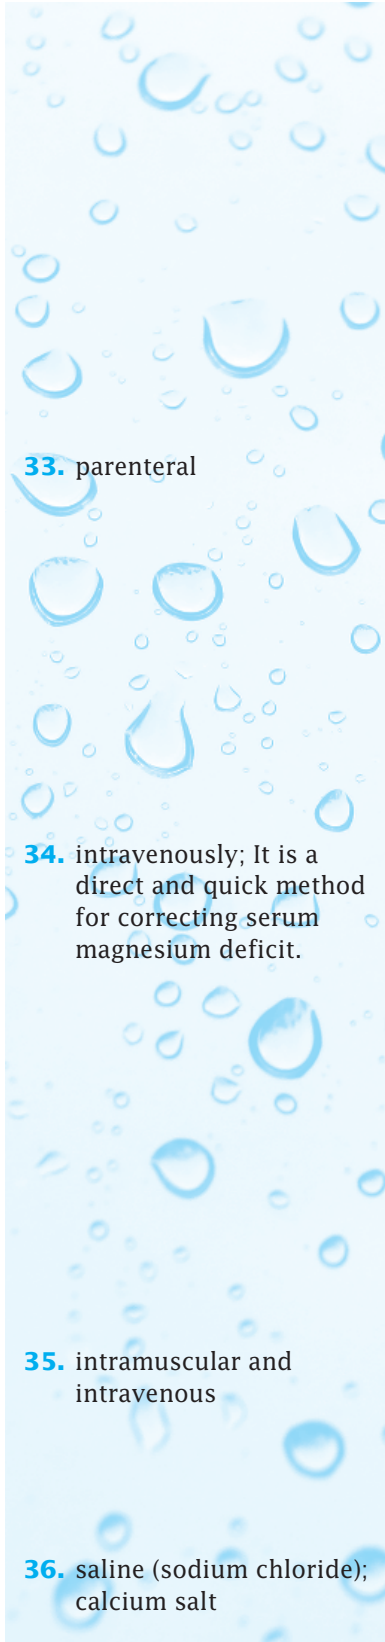 33. parenteral
34. intravenously; It is a
direct and quick method
for correcting serum
magnesium deficit.
35. intramuscular and
intravenous
36. saline (sodium chloride);
calcium salt